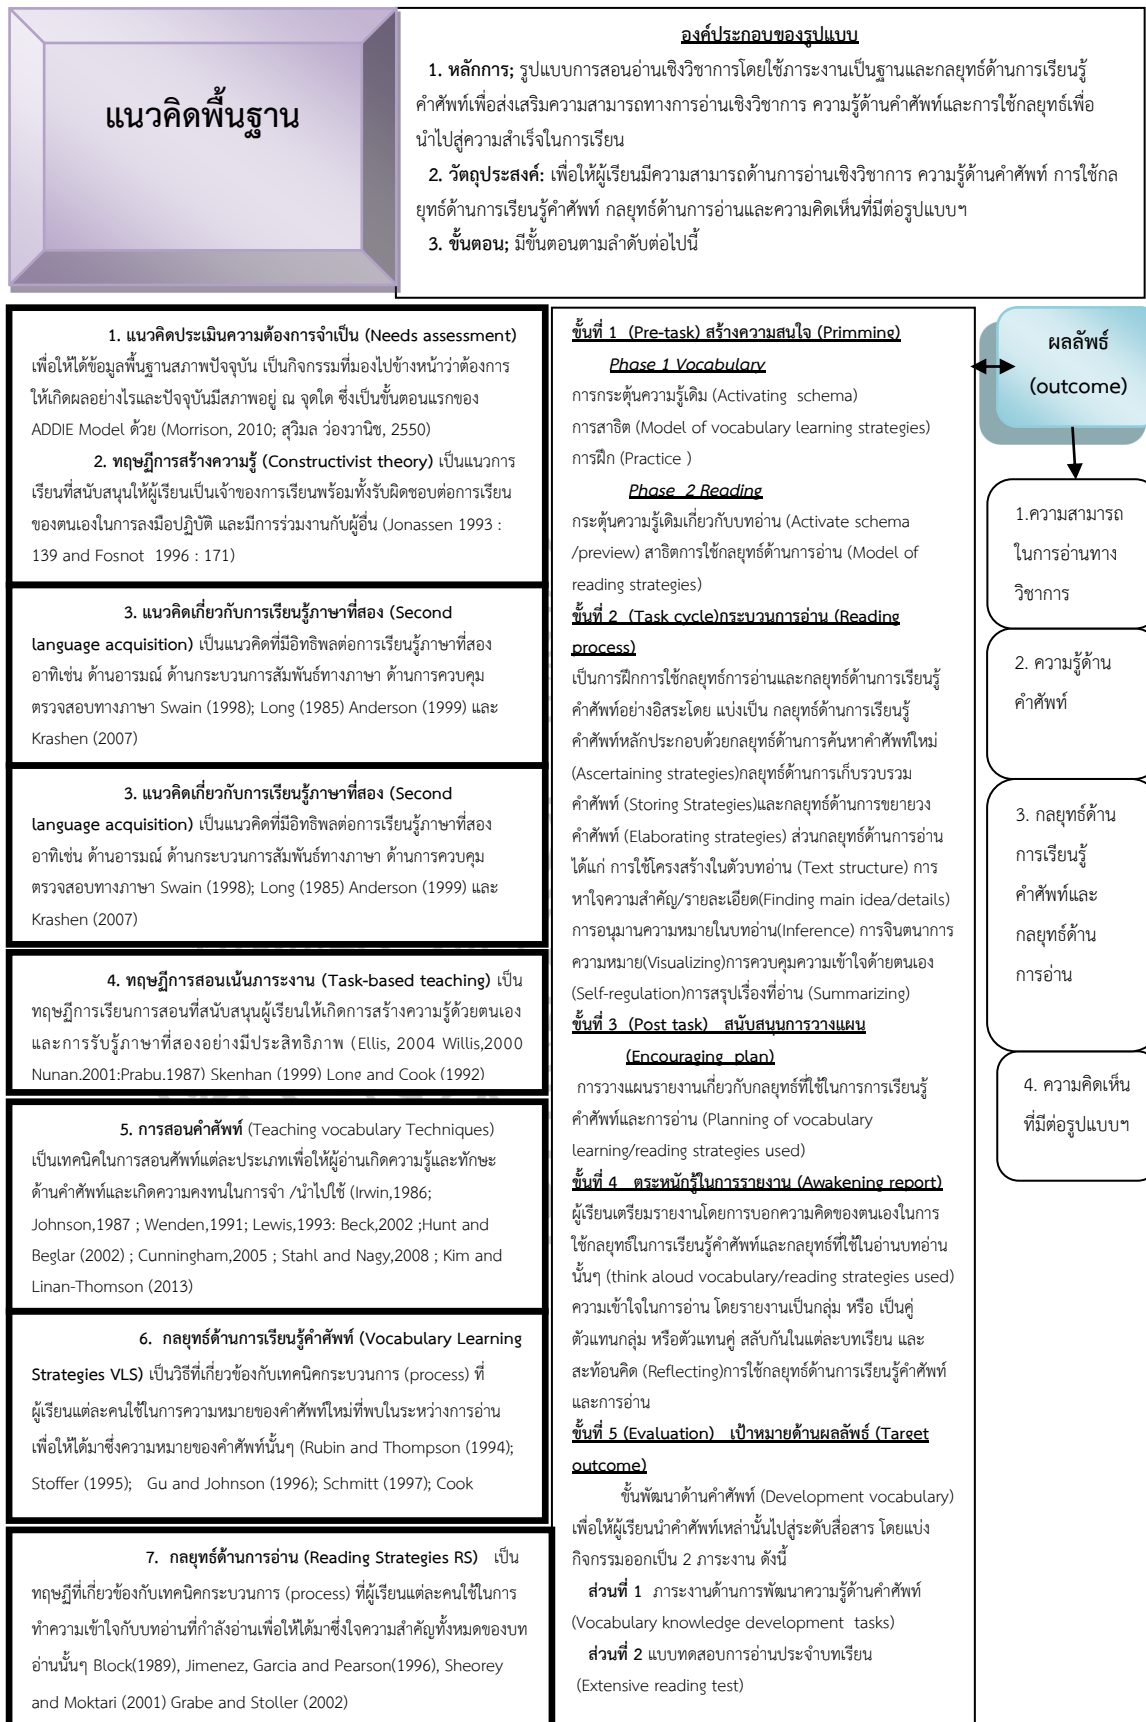 แนวคิดพื้นฐาน
องค์ประกอบของรูปแบบ
1. หลักการ; รูปแบบการสอนอ่านเชิงวิชาการโดยใช้ภาระงานเป็นฐานและกลยุทธ์ด้านการเรียนรู้
คำศัพท์เพื่อส่งเสริมความสามารถทางการอ่านเชิงวิชาการ ความรู้ด้านคำศัพท์และการใช้กลยุทธ์เพื่อ
นำไปสู่ความสำเร็จในการเรียน
2. วัตถุประสงค์: เพื่อให้ผู้เรียนมีความสามารถด้านการอ่านเชิงวิชาการ ความรู้ด้านคำศัพท์ การใช้กล
ยุทธ์ด้านการเรียนรู้คำศัพท์ กลยุทธ์ด้านการอ่านและความคิดเห็นที่มีต่อรูปแบบฯ
3. ขั้นตอน; มีขั้นตอนตามลำดับต่อไปนี้
1. แนวคิดประเมินความต้องการจำเป็น (Needs assessment)
เพื่อให้ได้ข้อมูลพื้นฐานสภาพปัจจุบัน เป็นกิจกรรมที่มองไปข้างหน้าว่าต้องการ
ให้เกิดผลอย่างไรและปัจจุบันมีสภาพอยู่ ณ จุดใด ซึ่งเป็นขั้นตอนแรกของ
ADDIE Model ด้วย (Morrison, 2010; สุวิมล ว่องวานิช, 2550)
2. ทฤษฎีการสร้างความรู้ (Constructivist theory) เป็นแนวการ
เรียนที่สนับสนุนให้ผู้เรียนเป็นเจ้าของการเรียนพร้อมทั้งรับผิดชอบต่อการเรียน
ของตนเองในการลงมือปฏิบัติ และมีการร่วมงานกับผู้อื่น (Jonassen 1993 :
139 and Fosnot 1996 : 171)
3. แนวคิดเกี่ยวกับการเรียนรู้ภาษาที่สอง (Second
language acquisition) เป็นแนวคิดที่มีอิทธิพลต่อการเรียนรู้ภาษาที่สอง
อาทิเช่น ด้านอารมณ์ ด้านกระบวนการสัมพันธ์ทางภาษา ด้านการควบคุม
ตรวจสอบทางภาษา Swain (1998); Long (1985) Anderson (1999) และ
Krashen (2007)
3. แนวคิดเกี่ยวกับการเรียนรู้ภาษาที่สอง (Second
language acquisition) เป็นแนวคิดที่มีอิทธิพลต่อการเรียนรู้ภาษาที่สอง
อาทิเช่น ด้านอารมณ์ ด้านกระบวนการสัมพันธ์ทางภาษา ด้านการควบคุม
ตรวจสอบทางภาษา Swain (1998); Long (1985) Anderson (1999) และ
Krashen (2007)
4. ทฤษฎีการสอนเน้นภาระงาน (Task-based teaching) เป็น
ทฤษฎีการเรียนการสอนที่สนับสนุนผู้เรียนให้เกิดการสร้างความรู้ด้วยตนเอง
และการรับรู้ภาษาที่สองอย่างมีประสิทธิภาพ (Ellis, 2004 Willis,2000
Nunan.2001:Prabu.1987) Skenhan (1999) Long and Cook (1992)
5. การสอนคำศัพท์ (Teaching vocabulary Techniques)
เป็นเทคนิคในการสอนศัพท์แต่ละประเภทเพื่อให้ผู้อ่านเกิดความรู้และทักษะ
ด้านคำศัพท์และเกิดความคงทนในการจำ /นำไปใช้ (Irwin,1986;
Johnson,1987 ; Wenden,1991; Lewis,1993: Beck,2002 ;Hunt and
Beglar (2002) ; Cunningham,2005 ; Stahl and Nagy,2008 ; Kim and
Linan-Thomson (2013)
6. กลยุทธ์ด้านการเรียนรู้คำศัพท์ (Vocabulary Learning
Strategies VLS) เป็นวิธีที่เกี่ยวข้องกับเทคนิคกระบวนการ (process) ที่
ผู้เรียนแต่ละคนใช้ในการความหมายของคำศัพท์ใหม่ที่พบในระหว่างการอ่าน
เพื่อให้ได้มาซึ่งความหมายของคำศัพท์นั้นๆ (Rubin and Thompson (1994);
Stoffer (1995); Gu and Johnson (1996); Schmitt (1997); Cook
7. กลยุทธ์ด้านการอ่าน (Reading Strategies RS) เป็น
ทฤษฎีที่เกี่ยวข้องกับเทคนิคกระบวนการ (process) ที่ผู้เรียนแต่ละคนใช้ในการ
ทำความเข้าใจกับบทอ่านที่กำลังอ่านเพื่อให้ได้มาซึ่งใจความสำคัญทั้งหมดของบท
อ่านนั้นๆ Block(1989), Jimenez, Garcia and Pearson(1996), Sheorey
and Moktari (2001) Grabe and Stoller (2002)
ขั้นที่ 1 (Pre-task) สร้างความสนใจ (Primming)
Phase 1 Vocabulary
การกระตุ้นความรู้เดิม (Activating schema)
การสาธิต (Model of vocabulary learning strategies)
การฝึก (Practice )
Phase 2 Reading
กระตุ้นความรู้เดิมเกี่ยวกับบทอ่าน (Activate schema
/preview) สาธิตการใช้กลยุทธ์ด้านการอ่าน (Model of
reading strategies)
ขั้นที่ 2 (Task cycle)กระบวนการอ่าน (Reading
process)
เป็นการฝึกการใช้กลยุทธ์การอ่านและกลยุทธ์ด้านการเรียนรู้
คำศัพท์อย่างอิสระโดย แบ่งเป็น กลยุทธ์ด้านการเรียนรู้
คำศัพท์หลักประกอบด้วยกลยุทธ์ด้านการค้นหาคำศัพท์ใหม่
(Ascertaining strategies)กลยุทธ์ด้านการเก็บรวบรวม
คำศัพท์ (Storing Strategies)และกลยุทธ์ด้านการขยายวง
คำศัพท์ (Elaborating strategies) ส่วนกลยุทธ์ด้านการอ่าน
ได้แก่ การใช้โครงสร้างในตัวบทอ่าน (Text structure) การ
หาใจความสำคัญ/รายละเอียด(Finding main idea/details)
การอนุมานความหมายในบทอ่าน(Inference) การจินตนาการ
ความหมาย(Visualizing)การควบคุมความเข้าใจด้ายตนเอง
(Self-regulation)การสรุปเรื่องที่อ่าน (Summarizing)
ขั้นที่ 3 (Post task) สนับสนุนการวางแผน
(Encouraging plan)
การวางแผนรายงานเกี่ยวกับกลยุทธ์ที่ใช้ในการการเรียนรู้
คำศัพท์และการอ่าน (Planning of vocabulary
learning/reading strategies used)
ขั้นที่ 4 ตระหนักรู้ในการรายงาน (Awakening report)
ผู้เรียนเตรียมรายงานโดยการบอกความคิดของตนเองในการ
ใช้กลยุทธ์ในการเรียนรู้คำศัพท์และกลยุทธ์ที่ใช้ในอ่านบทอ่าน
นั้นๆ (think aloud vocabulary/reading strategies used)
ความเข้าใจในการอ่าน โดยรายงานเป็นกลุ่ม หรือ เป็นคู่
ตัวแทนกลุ่ม หรือตัวแทนคู่ สลับกันในแต่ละบทเรียน และ
สะท้อนคิด (Reflecting)การใช้กลยุทธ์ด้านการเรียนรู้คำศัพท์
และการอ่าน
ขั้นที่ 5 (Evaluation) เป้าหมายด้านผลลัพธ์ (Target
outcome)
ขั้นพัฒนาด้านคำศัพท์ (Development vocabulary)
เพื่อให้ผู้เรียนนำคำศัพท์เหล่านั้นไปสู่ระดับสื่อสาร โดยแบ่ง
กิจกรรมออกเป็น 2 ภาระงาน ดังนี้
ส่วนที่ 1 ภาระงานด้านการพัฒนาความรู้ด้านคำศัพท์
(Vocabulary knowledge development tasks)
ส่วนที่ 2 แบบทดสอบการอ่านประจำบทเรียน
(Extensive reading test)
ผลลัพธ์
(outcome)
1.ความสามารถ
ในการอ่านทาง
วิชาการ
2. ความรู้ด้าน
คำศัพท์
3. กลยุทธ์ด้าน
การเรียนรู้
คำศัพท์และ
กลยุทธ์ด้าน
การอ่าน
4. ความคิดเห็น
ที่มีต่อรูปแบบฯ